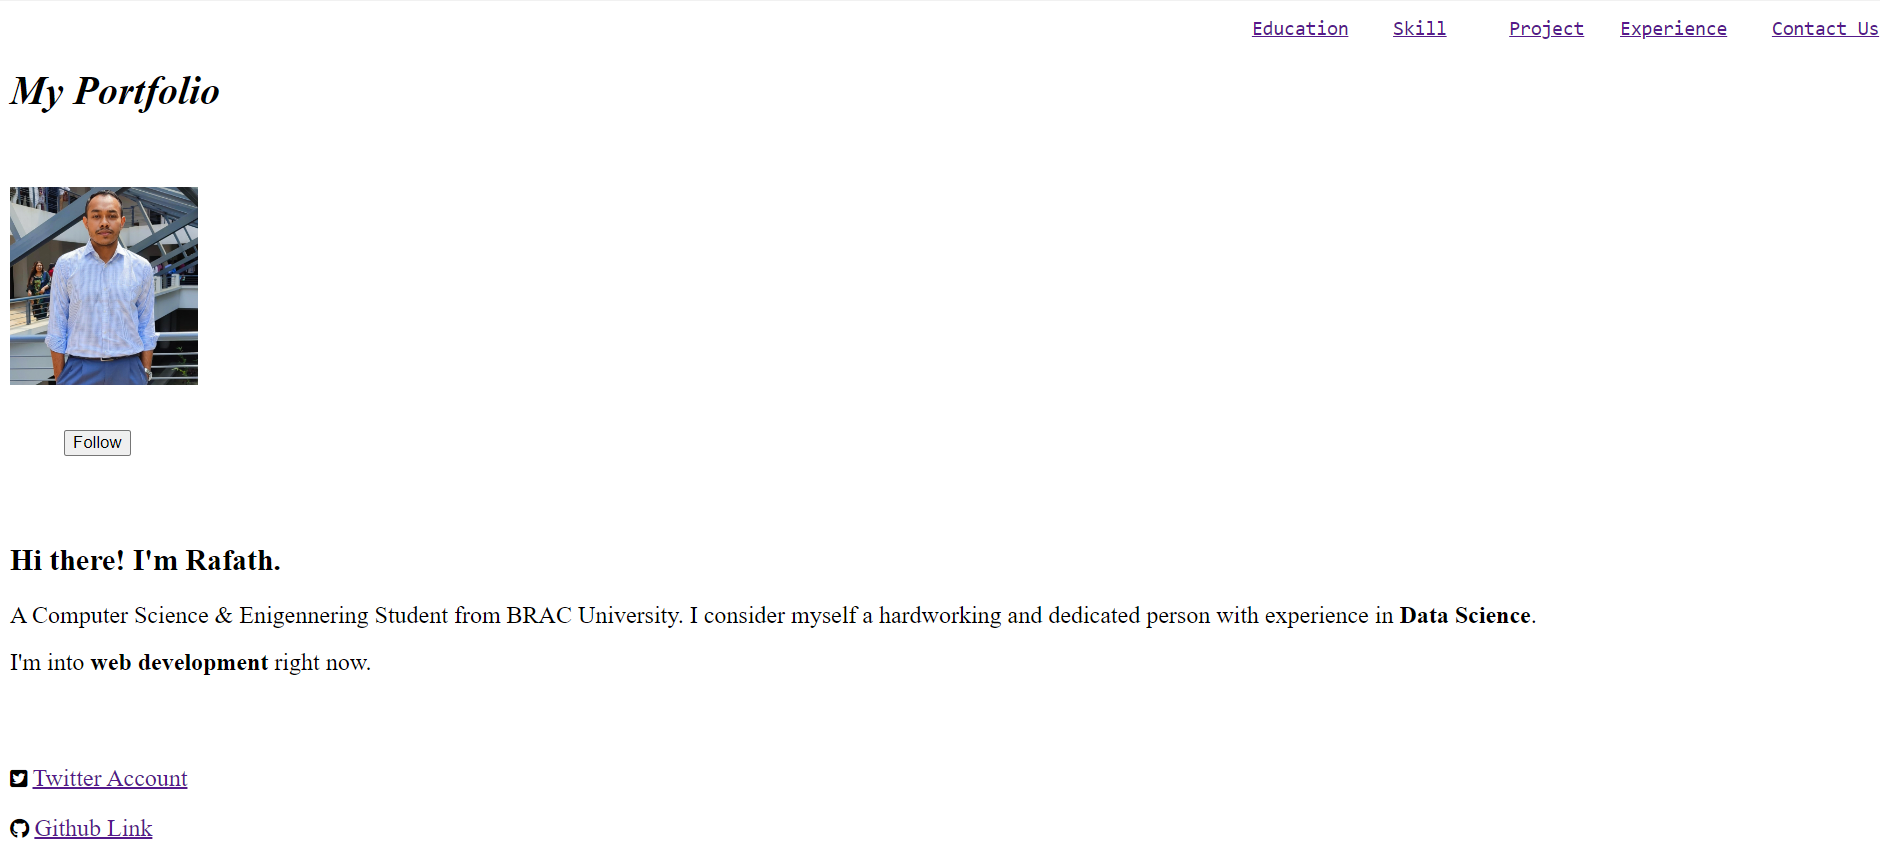 Education Skill Project Experience Contact Us
My Portfolio
Follow
Hi there! I'm Rafath.
A Computer Science & Enigennering Student from BRAC University. I consider myself a hardworking and dedicated person with experience in Data Science.
I'm into web development right now.
Twitter Account
Github Link